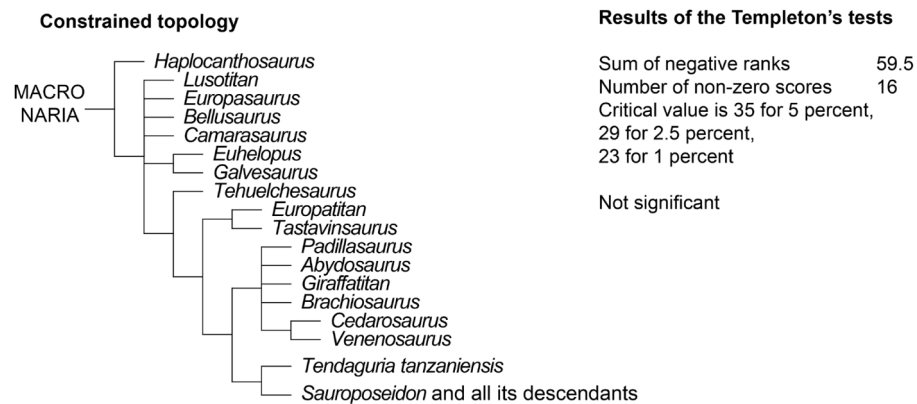 Constrained topology
MACRO
NARIA
Haplocanthosaurus
Lusotitan
Europasaurus
Bellusaurus
Camarasaurus
Euhelopus
Galvesaurus
Tehuelchesaurus
Europatitan
Tastavinsaurus
Padillasaurus
Abydosaurus
Giraffatitan
Brachiosaurus
Cedarosaurus
Venenosaurus
Tendaguria tanzaniensis
Sauroposeidon and all its descendants
Results of the Templeton's tests
Sum of negative ranks 59.5
Number of non-zero scores 16
Critical value is 35 for 5 percent,
29 for 2.5 percent,
23 for 1 percent
Not significant